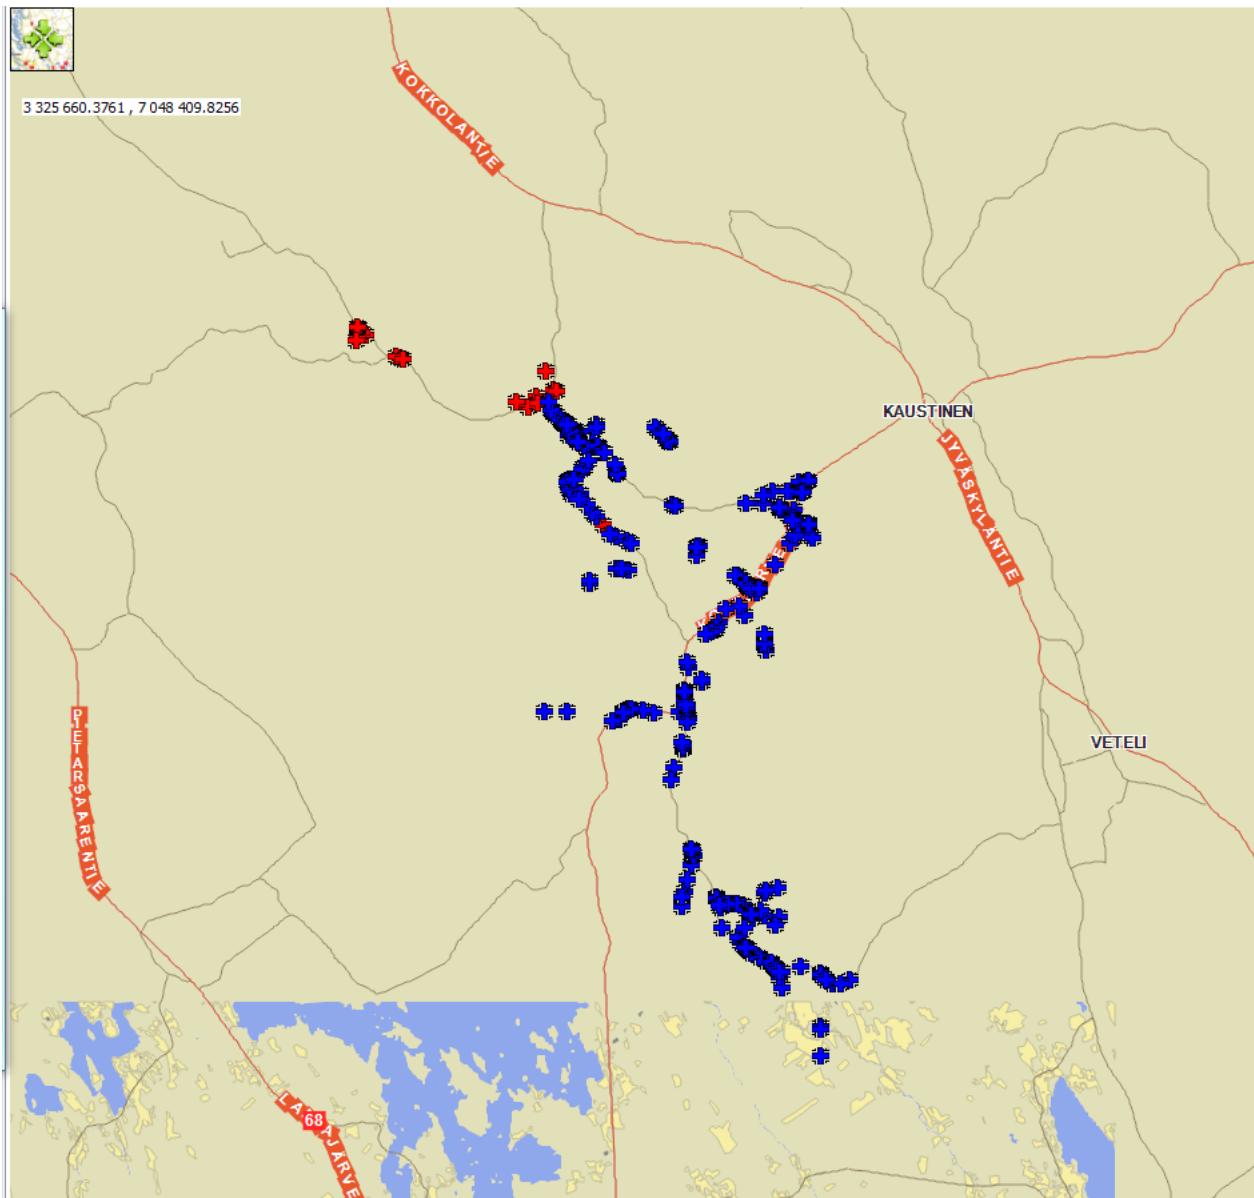 3 325 660.3761 , 7 048 409.8256
KOKKOLANTIE
KAUSTINEN
JYVÄSKYLÄNTIE
PIETARSAARENTIE
VETELI
68